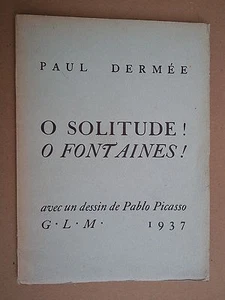 PAUL DERMÉE
O SOLITUDE!
O FONTAINES!
avec un dessin de Pablo Picasso
G·L·M· 1937